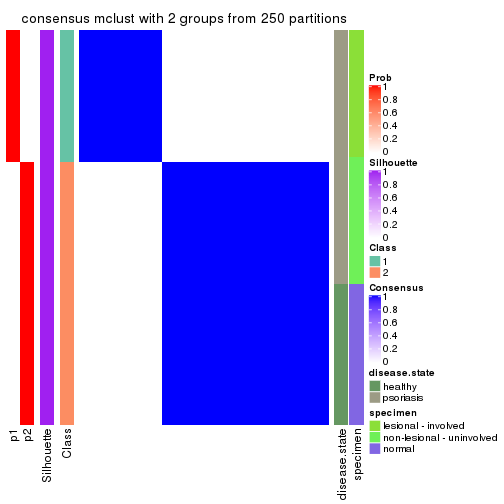 consensus mclust with 2 groups from 250 partitions
Prob
1
0.8
0.6
0.4
0.2
0
Silhouette
1
0.8
0.6
0.4
0.2
0
Class
1
2
Consensus
1
0.8
0.6
0.4
0.2
0
disease.state
healthy
psoriasis
specimen
lesional - involved
non-lesional - uninvolved
normal
p1
p2
Silhouette
Class
disease.state
specimen